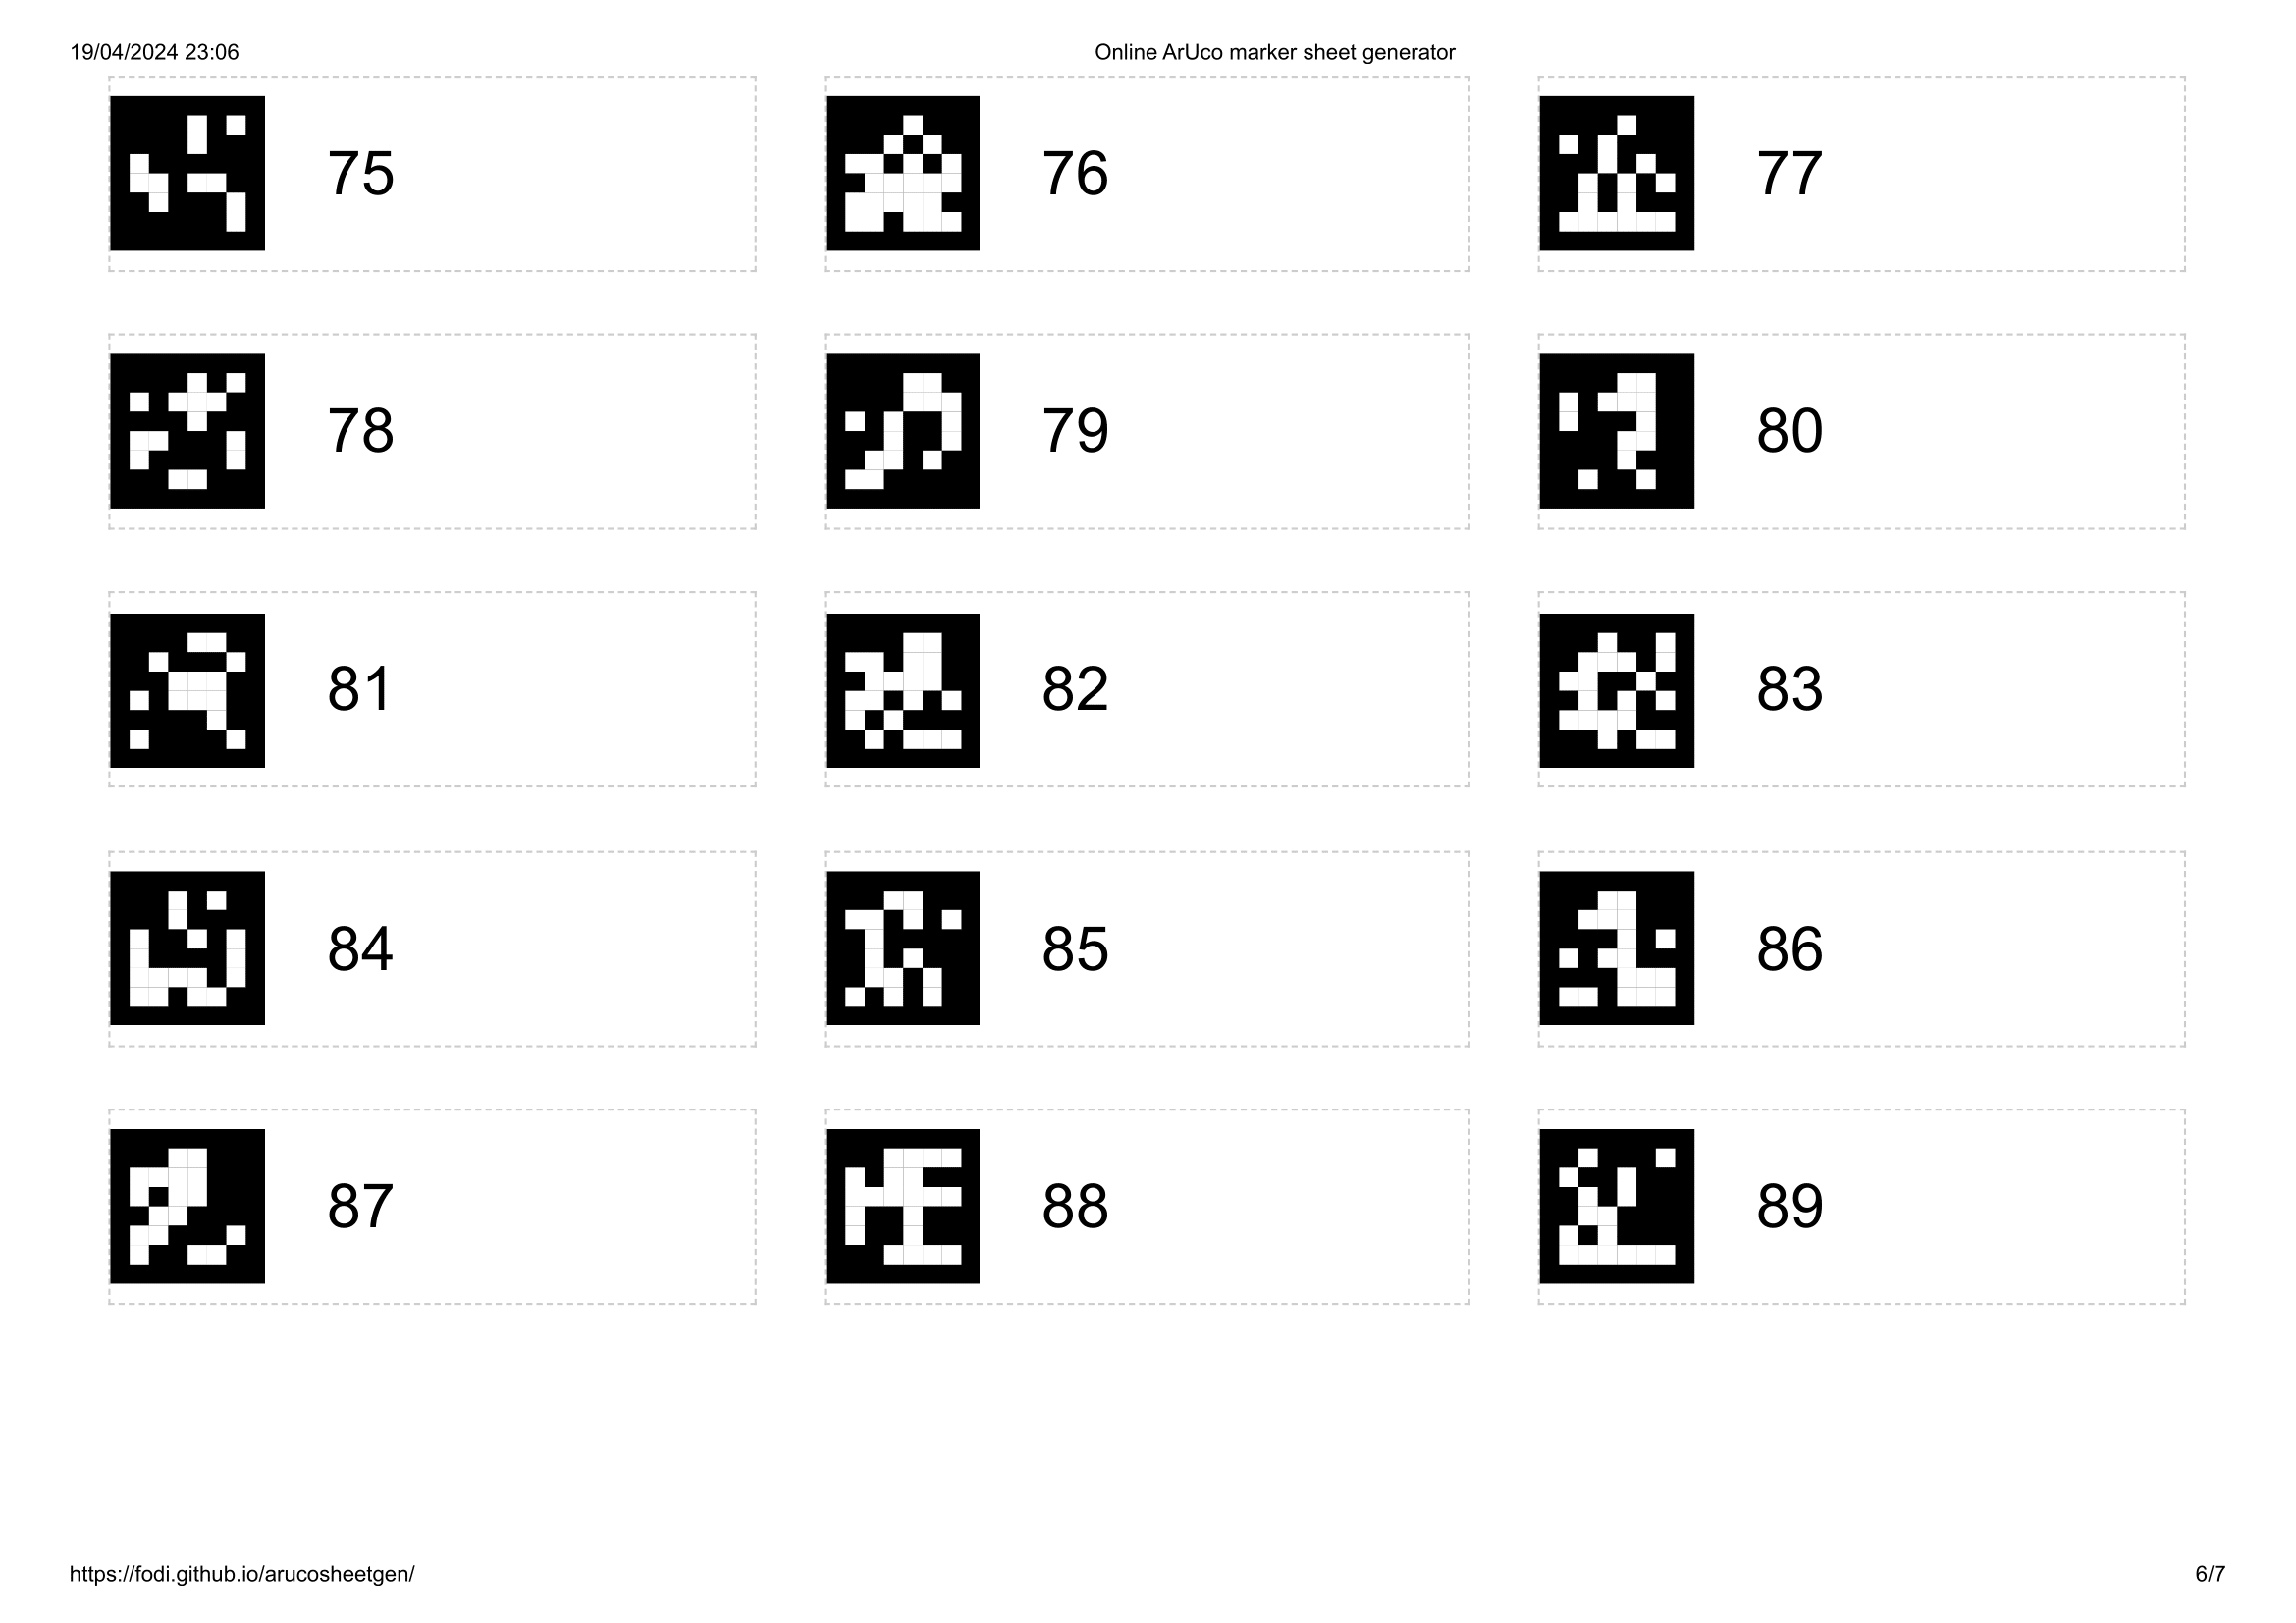 19/04/2024 23:06 Online ArUco marker sheet generator
75 76 77
78 79 80
81 82 83
84 85 86
87 88 89
https://fodi.github.io/arucosheetgen/ 6/7